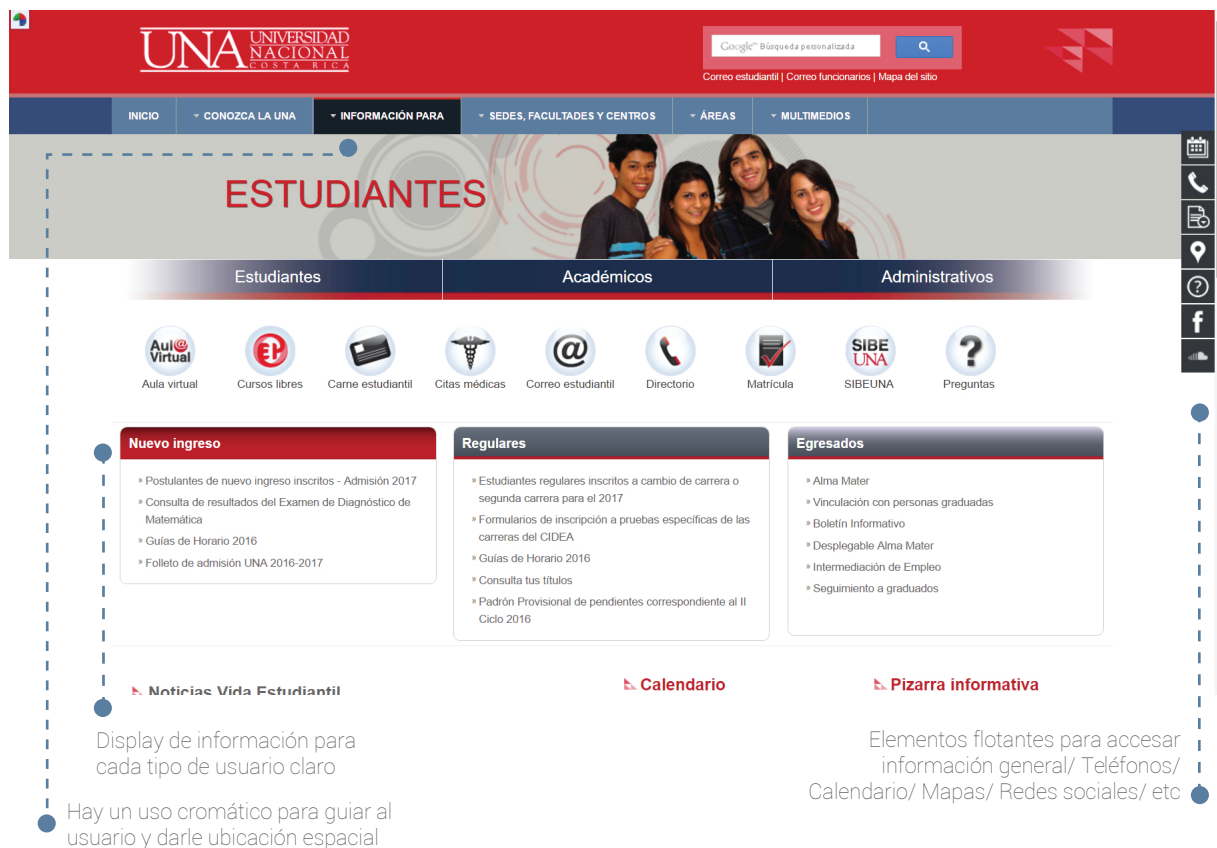 UNA UNIVERSIDAD
NACIONAL
COSTA RICA
Google™ Búsqueda personalizada
Correo estudiantil | Correo funcionarios | Mapa del sitio
INICIO
CONOZCA LA UNA
INFORMACIÓN PARA
SEDES, FACULTADES Y CENTROS
ÁREAS
MULTIMEDIOS
ESTUDIANTES
Estudiantes
Académicos
Administrativos
Aul@
Virtual
SIBE
UNA
?
Aula virtual
Cursos libres
Carne estudiantil
Citas médicas
Correo estudiantil
Directorio
Matrícula
SIBEUNA
Preguntas
Nuevo ingreso
» Postulantes de nuevo ingreso inscritos - Admisión 2017
» Consulta de resultados del Examen de Diagnóstico de
Matemática
» Guías de Horario 2016
» Folleto de admisión UNA 2016-2017
Regulares
» Estudiantes regulares inscritos a cambio de carrera o
segunda carrera para el 2017
» Formularios de inscripción a pruebas específicas de las
carreras del CIDEA
» Guías de Horario 2016
» Consulta tus títulos
» Padrón Provisional de pendientes correspondiente al II
Ciclo 2016
Egresados
» Alma Mater
» Vinculación con personas graduadas
» Boletín Informativo
» Desplegable Alma Mater
» Intermediación de Empleo
» Seguimiento a graduados
Noticias Vida Estudiantil
Calendario
Pizarra informativa
Display de información para
cada tipo de usuario claro
Hay un uso cromático para guiar al
usuario y darle ubicación espacial
Elementos flotantes para accesar
información general/ Teléfonos/
Calendario/ Mapas/ Redes sociales/ etc